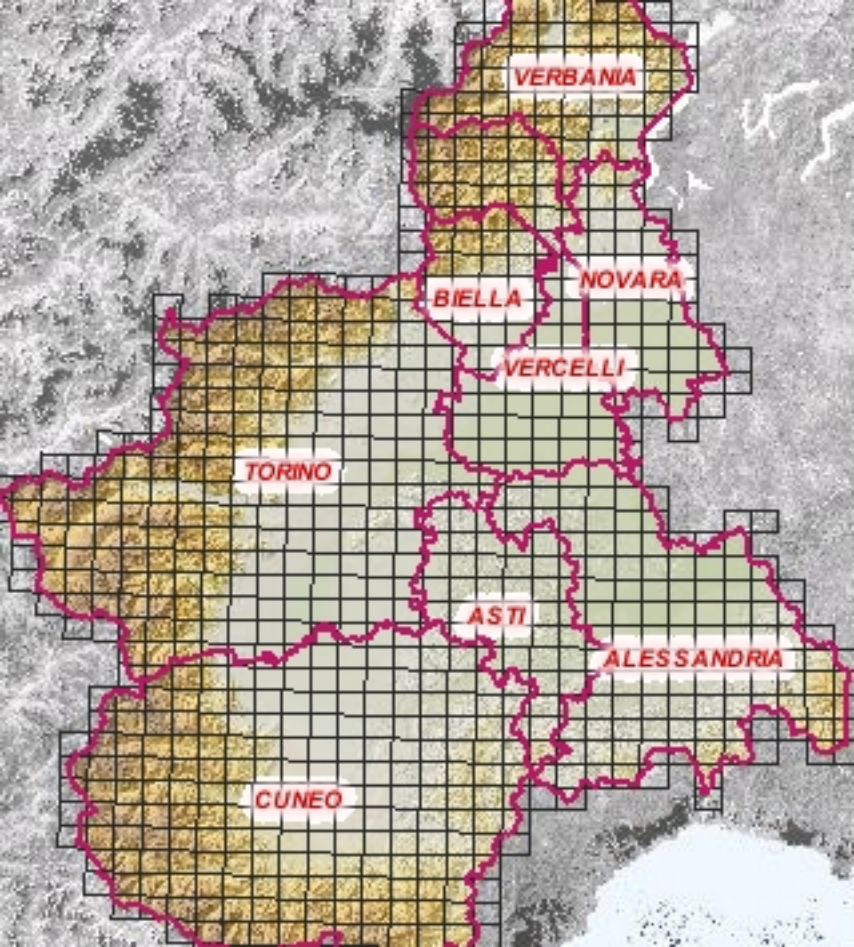 VERBANIA
NOVARA
BIELLA
VERCELLI
TORINO
ASTI
ALESSANDRIA
CUNEO